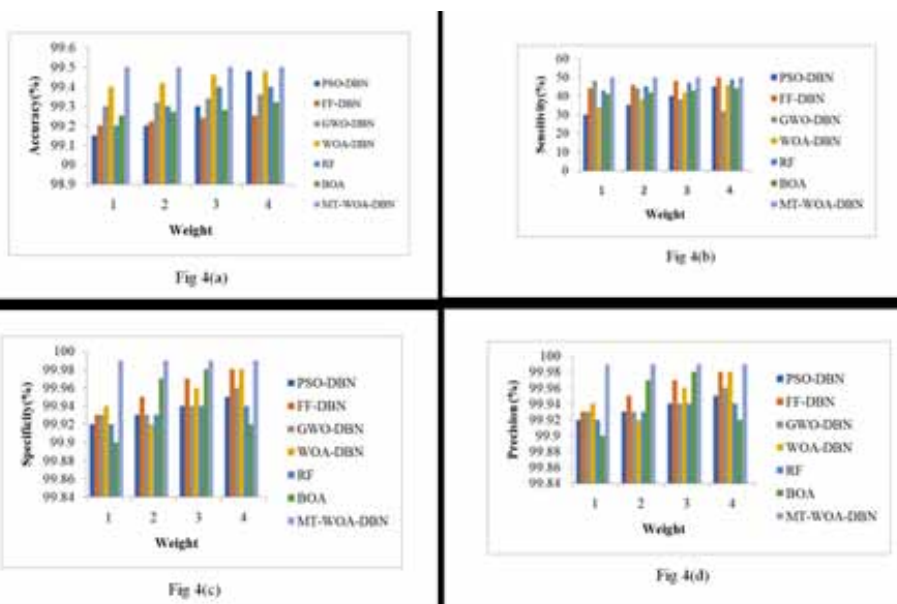 99.6
99.5
99.4
99.3
99.2
99.1
99
98.9
Accuracy(%)
1 2 3 4
Weight
PSO-DBN
FF-DBN
GWO-DBN
WOA-DBN
RF
BOA
MT-WOA-DBN
Fig 4(a)
60
50
40
30
20
10
0
Sensitivity(%)
1 2 3 4
Weight
PSO-DBN
FF-DBN
GWO-DBN
WOA-DBN
RF
BOA
MT-WOA-DBN
Fig 4(b)
100
99.98
99.96
99.94
99.92
99.9
99.88
99.86
99.84
Specificity(%)
1 2 3 4
Weight
PSO-DBN
FF-DBN
GWO-DBN
WOA-DBN
RF
BOA
MT-WOA-DBN
Fig 4(c)
100
99.98
99.96
99.94
99.92
99.9
99.88
99.86
99.84
Precision (%)
1 2 3 4
Weight
PSO-DBN
FF-DBN
GWO-DBN
WOA-DBN
RF
BOA
MT-WOA-DBN
Fig 4(d)